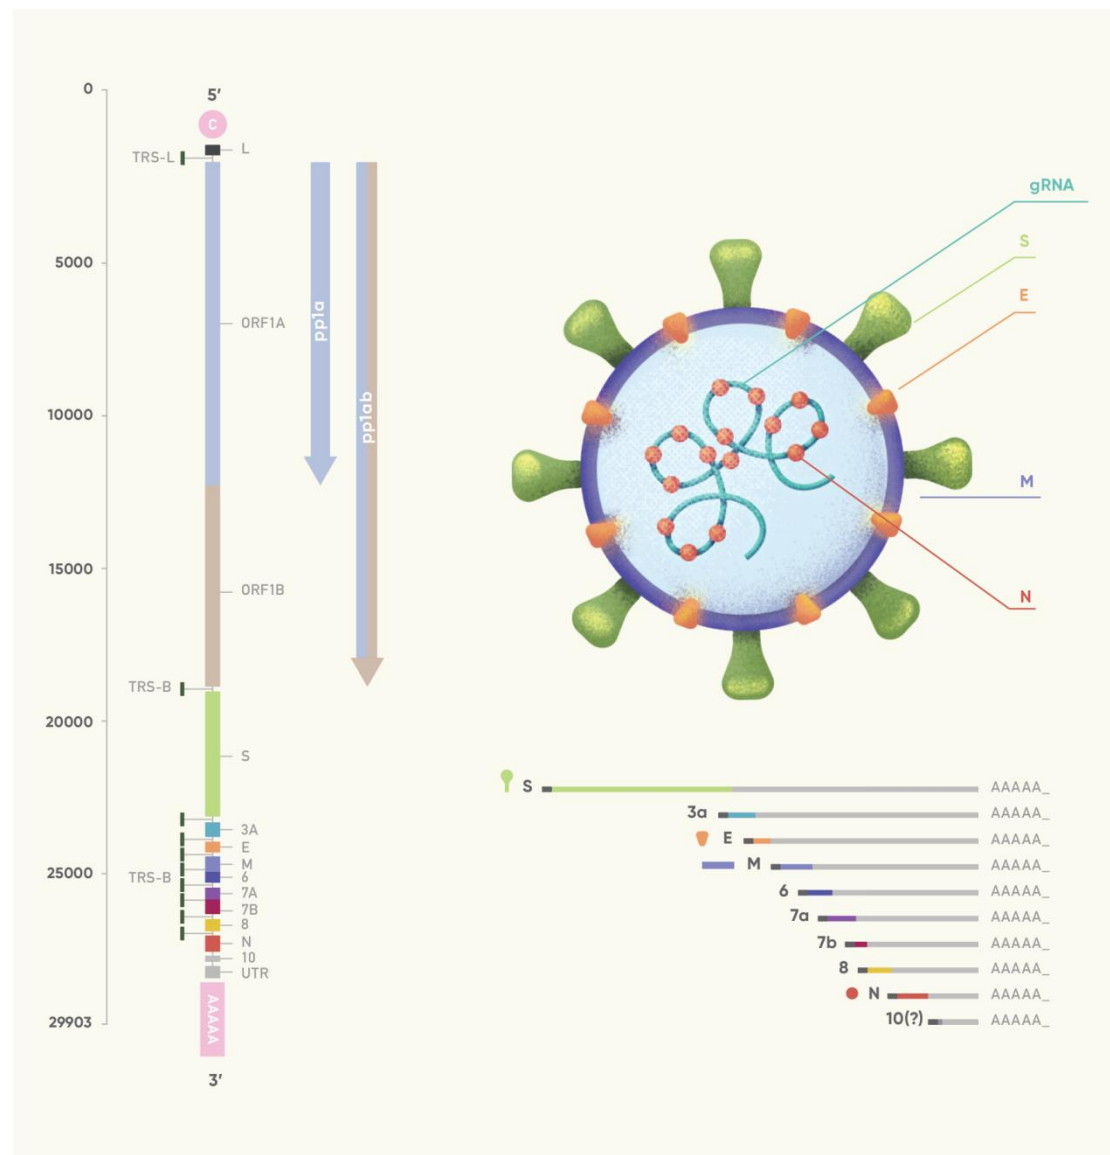 0
5000
10000
15000
20000
25000
29903
5′
C
L
TRS-L
ORF1A
ORF1B
TRS-B
S
3A
E
M
TRS-B
6
7A
7B
8
N
10
UTR
AAAAA
3′
pp1a
pp1ab
gRNA
S
E
M
N
S AAAAA_
3a AAAAA_
E AAAAA_
M AAAAA_
6 AAAAA_
7a AAAAA_
7b AAAAA_
8 AAAAA_
N AAAAA_
10(?) AAAAA_